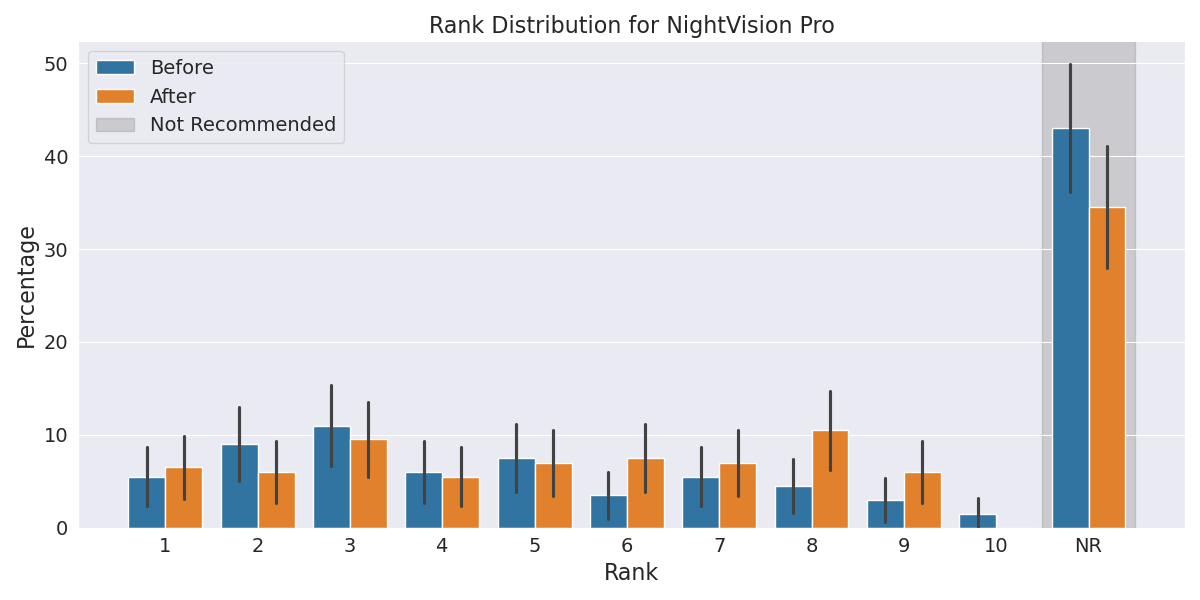 Rank Distribution for NightVision Pro
Before
After
Not Recommended
50
40
30
20
10
0
Percentage
1 2 3 4 5 6 7 8 9 10 NR
Rank